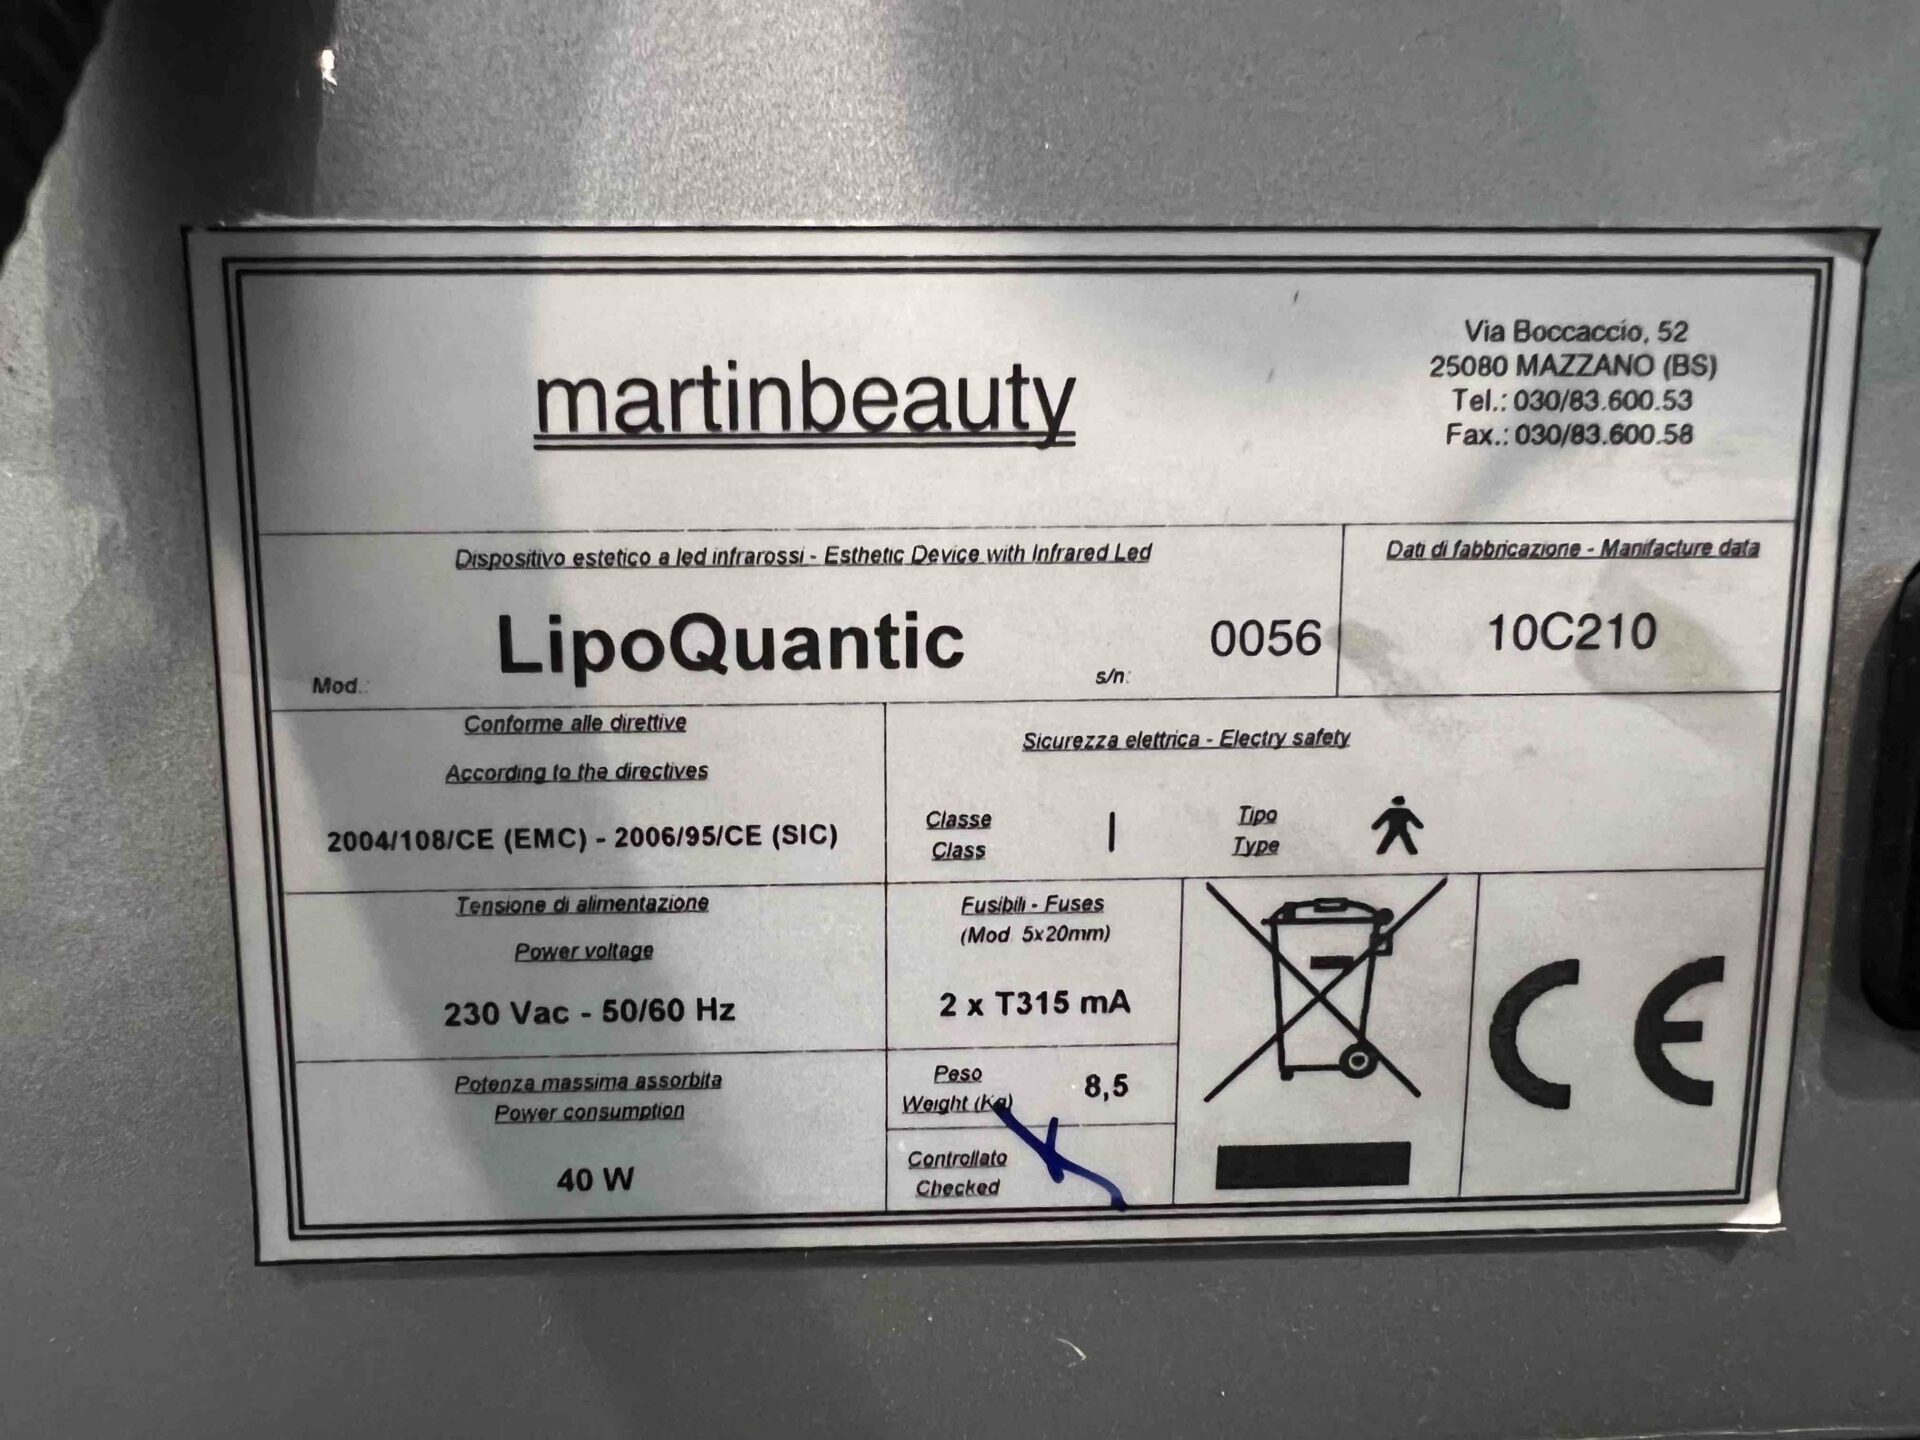 martinbeauty
Via Boccaccio, 52
25080 MAZZANO (BS)
Tel.: 030/83.600.53
Fax.: 030/83.600.58
Dispositivo estetico a led infrarossi - Esthetic Device with Infrared Led
Mod.: LipoQuantic s/n: 0056
Dati di fabbricazione - Manifacture data
10C210
Conforme alle direttive
According to the directives
2004/108/CE (EMC) - 2006/95/CE (SIC)
Sicurezza elettrica - Electry safety
Classe
Class
I
Tipo
Type
Tensione di alimentazione
Power voltage
230 Vac - 50/60 Hz
Fusibili - Fuses
(Mod 5x20mm)
2 x T315 mA
Potenza massima assorbita
Power consumption
40 W
Peso
Weight (Kg)
8,5
Controllato
Checked
CE